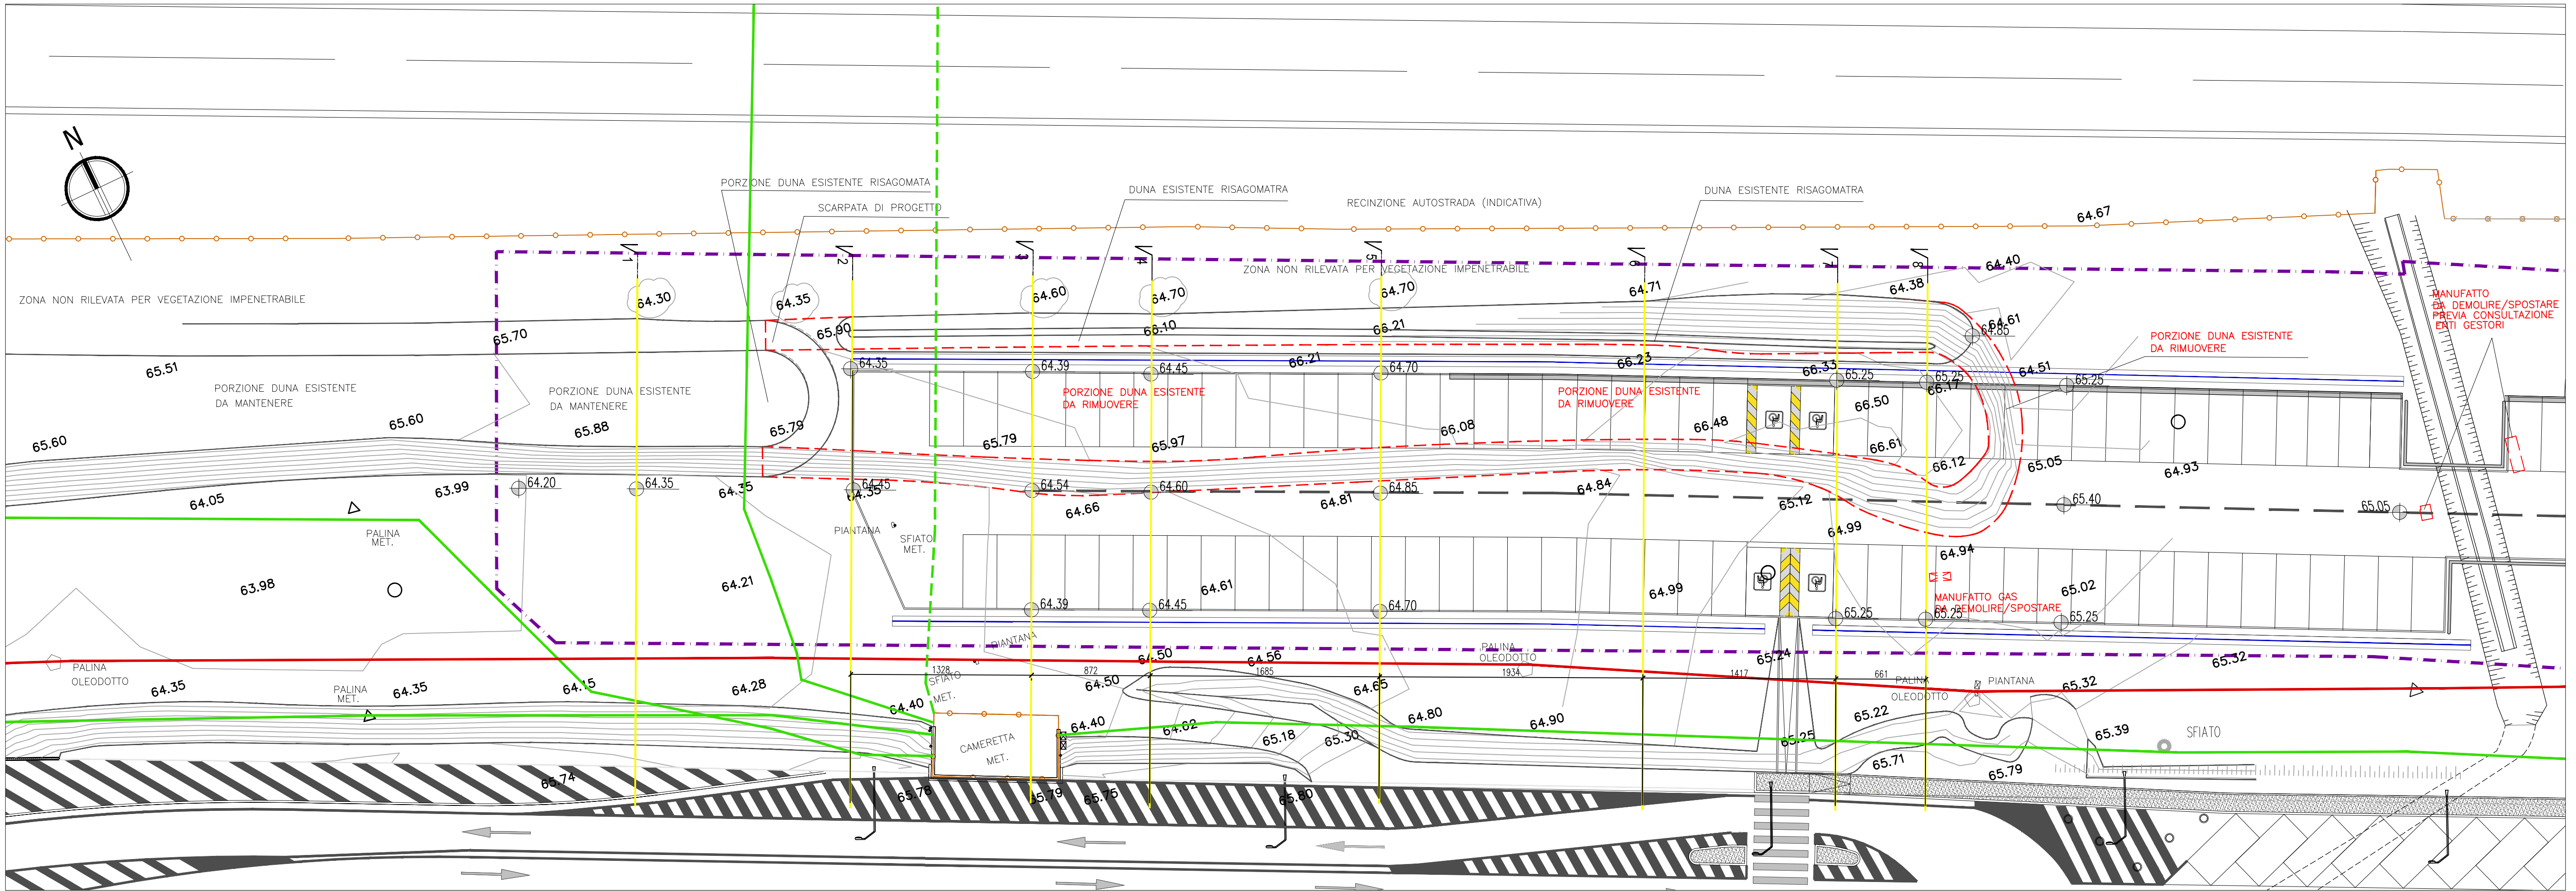 N
PORZIONE DUNA ESISTENTE RISAGOMATA
SCARPATA DI PROGETTO
DUNA ESISTENTE RISAGOMATRA
RECINZIONE AUTOSTRADA (INDICATIVA)
DUNA ESISTENTE RISAGOMATRA
64.67
1
2
3
4
5
6
7
8
ZONA NON RILEVATA PER VEGETAZIONE IMPENETRABILE
ZONA NON RILEVATA PER VEGETAZIONE IMPENETRABILE
64.30
64.35
64.60
64.70
64.70
64.71
64.38
64.40
MANUFATTO
DA DEMOLIRE/SPOSTARE
PREVIA CONSULTAZIONE
ENTI GESTORI
65.70
65.90
66.10
66.21
64.61
64.85
PORZIONE DUNA ESISTENTE
DA RIMUOVERE
65.51
64.35
64.39
64.45
66.21
64.70
66.23
66.33
65.25
65.25
66.17
64.51
65.25
PORZIONE DUNA ESISTENTE
DA MANTENERE
PORZIONE DUNA ESISTENTE
DA MANTENERE
PORZIONE DUNA ESISTENTE
DA RIMUOVERE
PORZIONE DUNA ESISTENTE
DA RIMUOVERE
66.50
65.60
65.60
65.88
65.79
65.79
65.97
66.08
66.48
66.61
66.12
65.05
64.93
64.05
63.99
64.20
64.35
64.35
64.45
64.35
64.54
64.66
64.60
64.81
64.85
64.84
65.12
65.40
65.05
PALINA
MET.
PIANTANA
SFIATO
MET.
64.99
64.94
63.98
64.21
64.61
64.99
65.02
64.39
64.45
64.70
65.25
65.25
65.25
MANUFATTO GAS
DA DEMOLIRE/SPOSTARE
PIANTANA
PALINA
OLEODOTTO
PALINA
OLEODOTTO
64.35
PALINA
MET.
64.35
64.15
64.28
1328
872
1685
1934
1417
661
64.50
64.56
64.50
64.65
65.24
65.32
65.32
SFIATO
MET.
PALINA
OLEODOTTO
PIANTANA
64.40
64.40
64.62
64.80
64.90
65.22
65.18
65.30
65.25
65.39
SFIATO
CAMERETTA
MET.
65.71
65.79
65.74
65.78
65.79
65.75
65.80